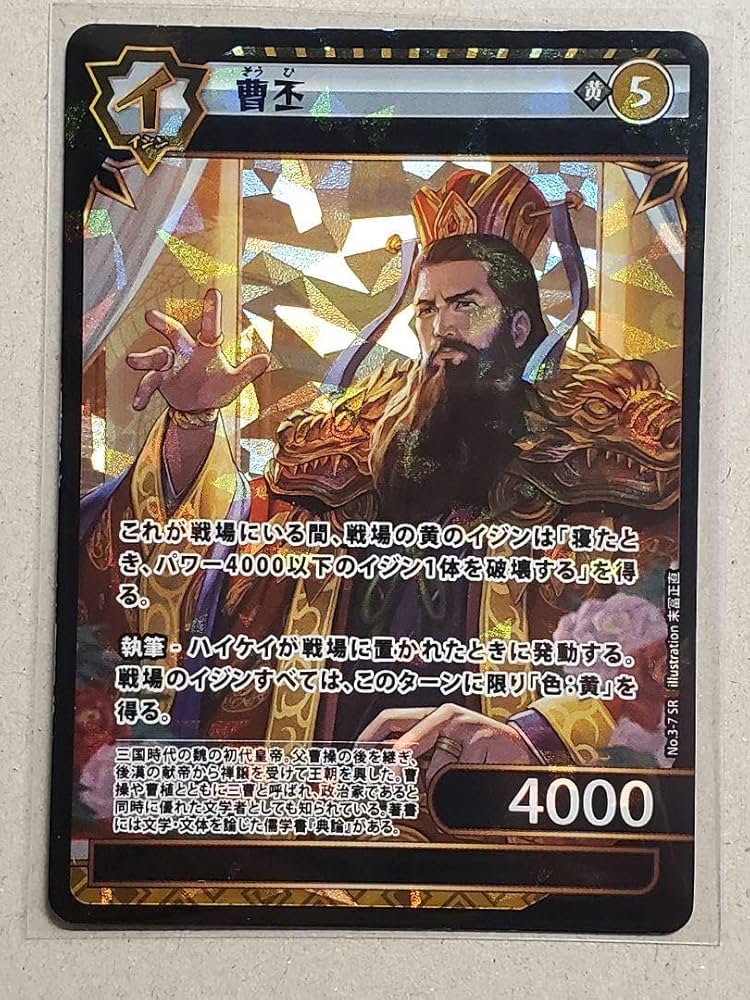 イ
イジン
そう ひ
曹丕
黄 5
これが戦場にいる間、戦場の黄のイジンは「寝たと
き、パワー4000以下のイジン1体を破壊する」を得
る。
執筆 - ハイケイが戦場に置かれたときに発動する。
戦場のイジンすべては、このターンに限り「色：黄」を
得る。
三国時代の魏の初代皇帝。父曹操の後を継ぎ、
後漢の献帝から禅譲を受けて王朝を興した。曹
操や曹植とともに三曹と呼ばれ、政治家であると
同時に優れた文学者としても知られている。著書
には文学・文体を論じた儒学書『典論』がある。
4000
No.3-7 SR illustration 末富正直